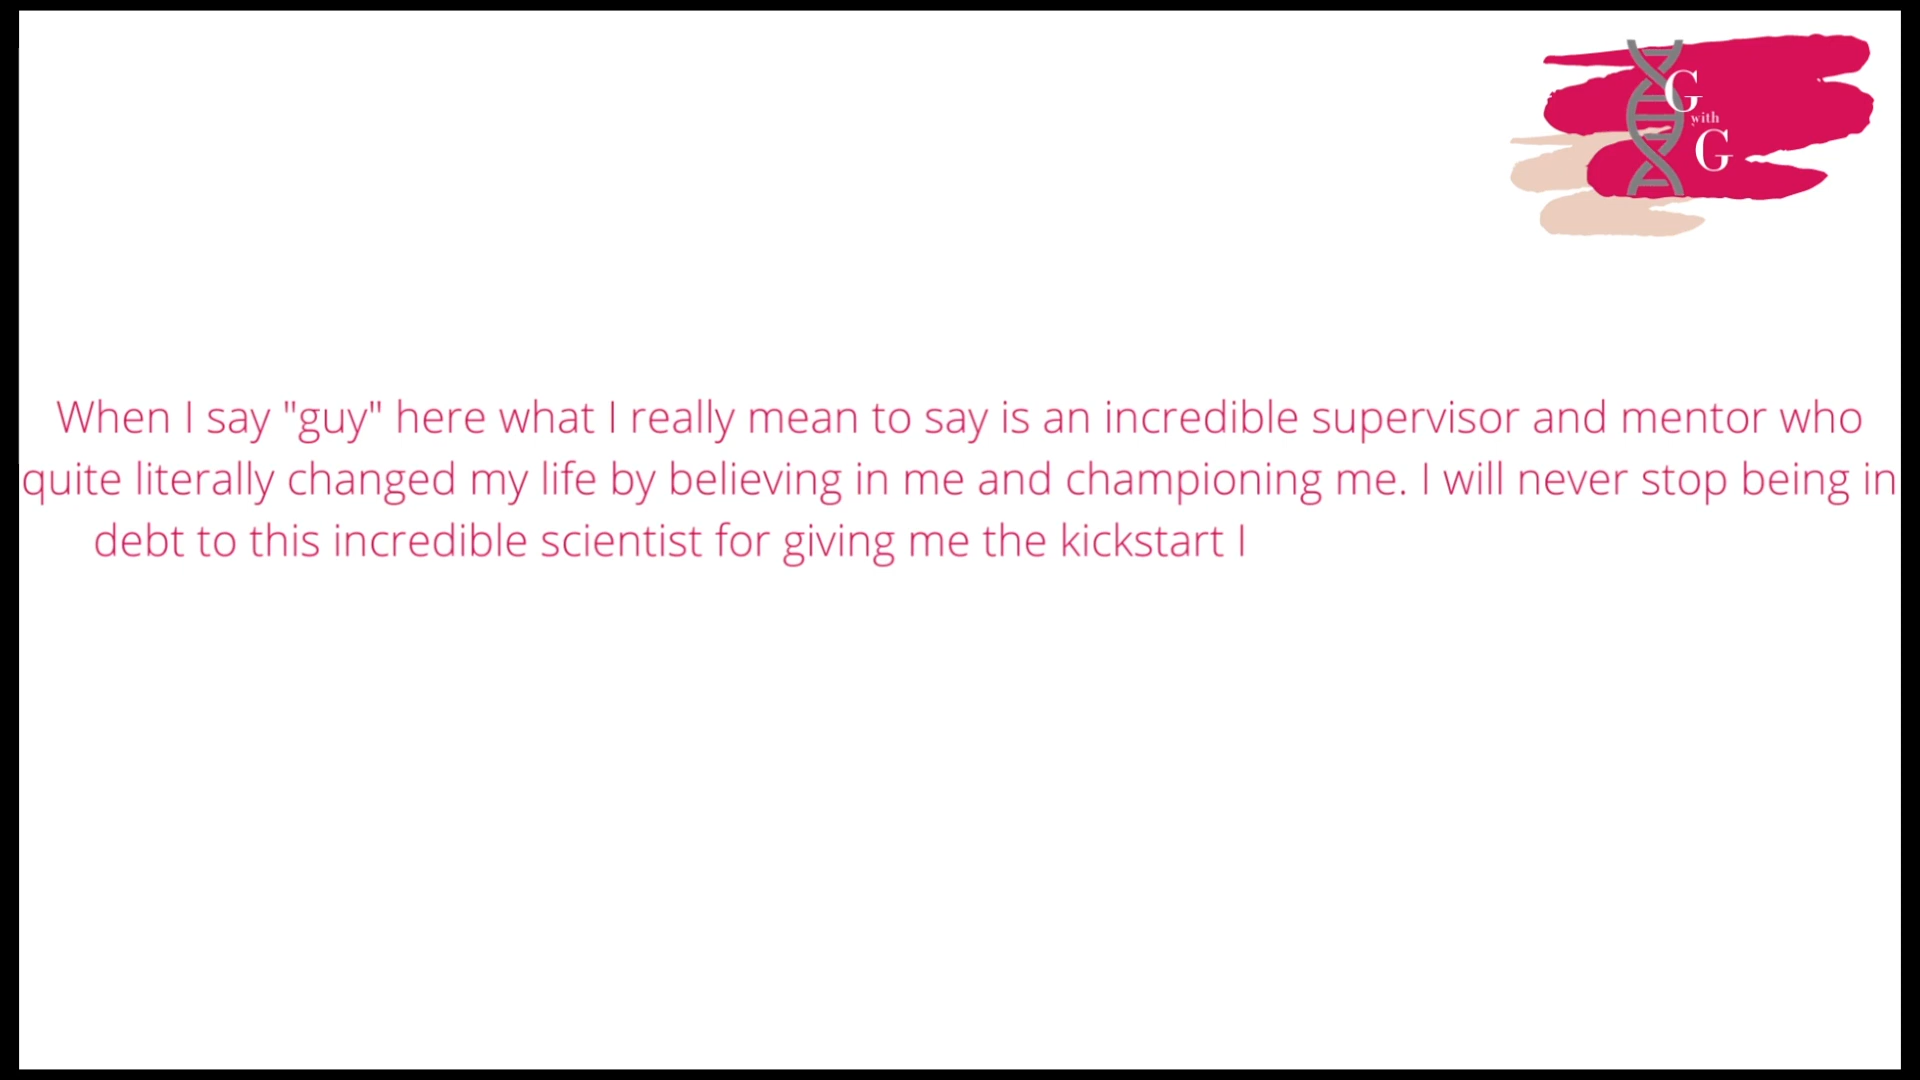 G
with
G
When I say "guy" here what I really mean to say is an incredible supervisor and mentor who
quite literally changed my life by believing in me and championing me. I will never stop being in
debt to this incredible scientist for giving me the kickstart I